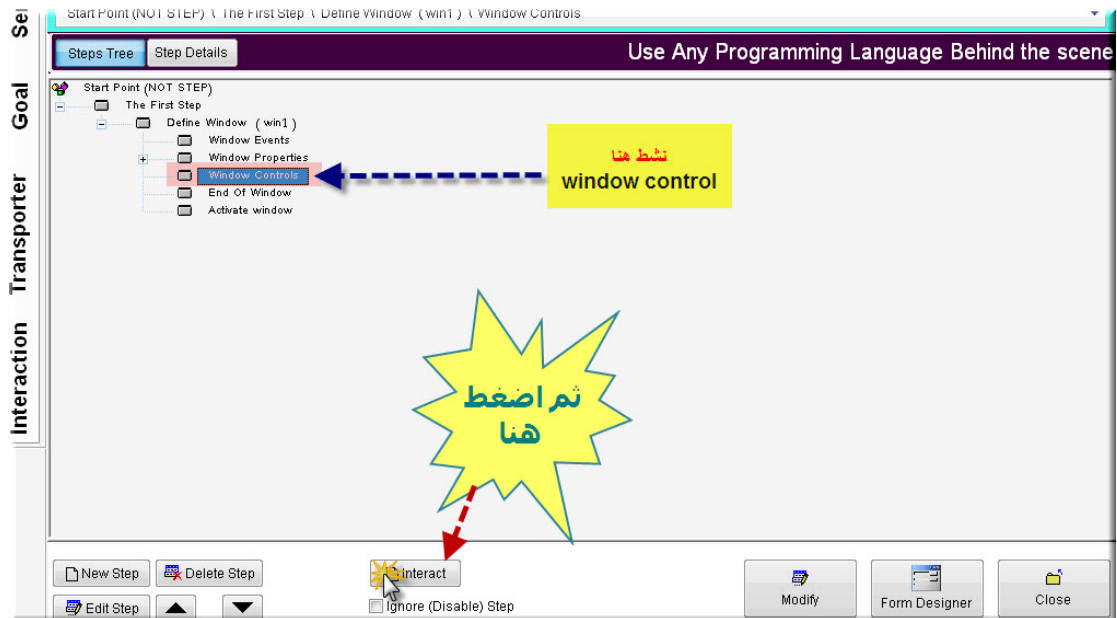 Start Point (NOT STEP) \ The First Step \ Define Window ( win1 ) \ Window Controls
Steps Tree
Step Details
Use Any Programming Language Behind the scene
Start Point (NOT STEP)
The First Step
Define Window ( win1 )
Window Events
Window Properties
Window Controls
End Of Window
Activate window
نشط هنا
window control
ثم اضغط
هنا
Goal
Transporter
Interaction
New Step
Delete Step
Interact
Edit Step
Ignore (Disable) Step
Modify
Form Designer
Close